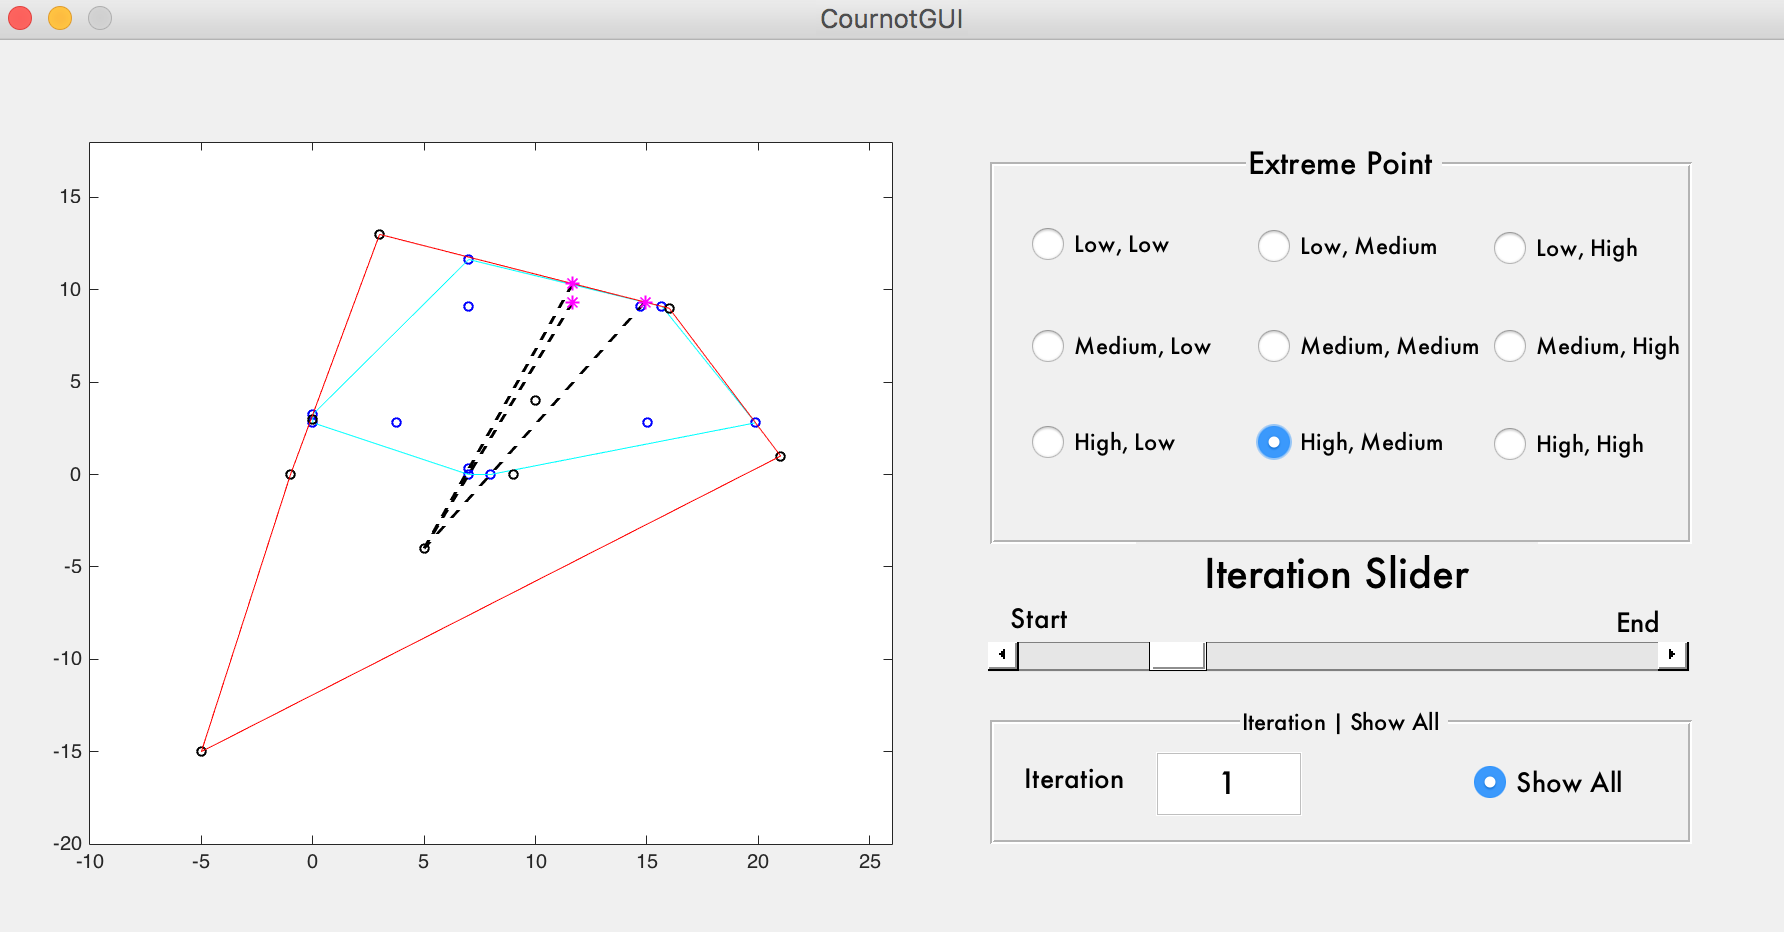 CournotGUI
15
10
5
0
-5
-10
-15
-20
-10 -5 0 5 10 15 20 25
Extreme Point
Low, Low Low, Medium Low, High
Medium, Low Medium, Medium Medium, High
High, Low High, Medium High, High
Iteration Slider
Start End
Iteration | Show All
Iteration 1 Show All